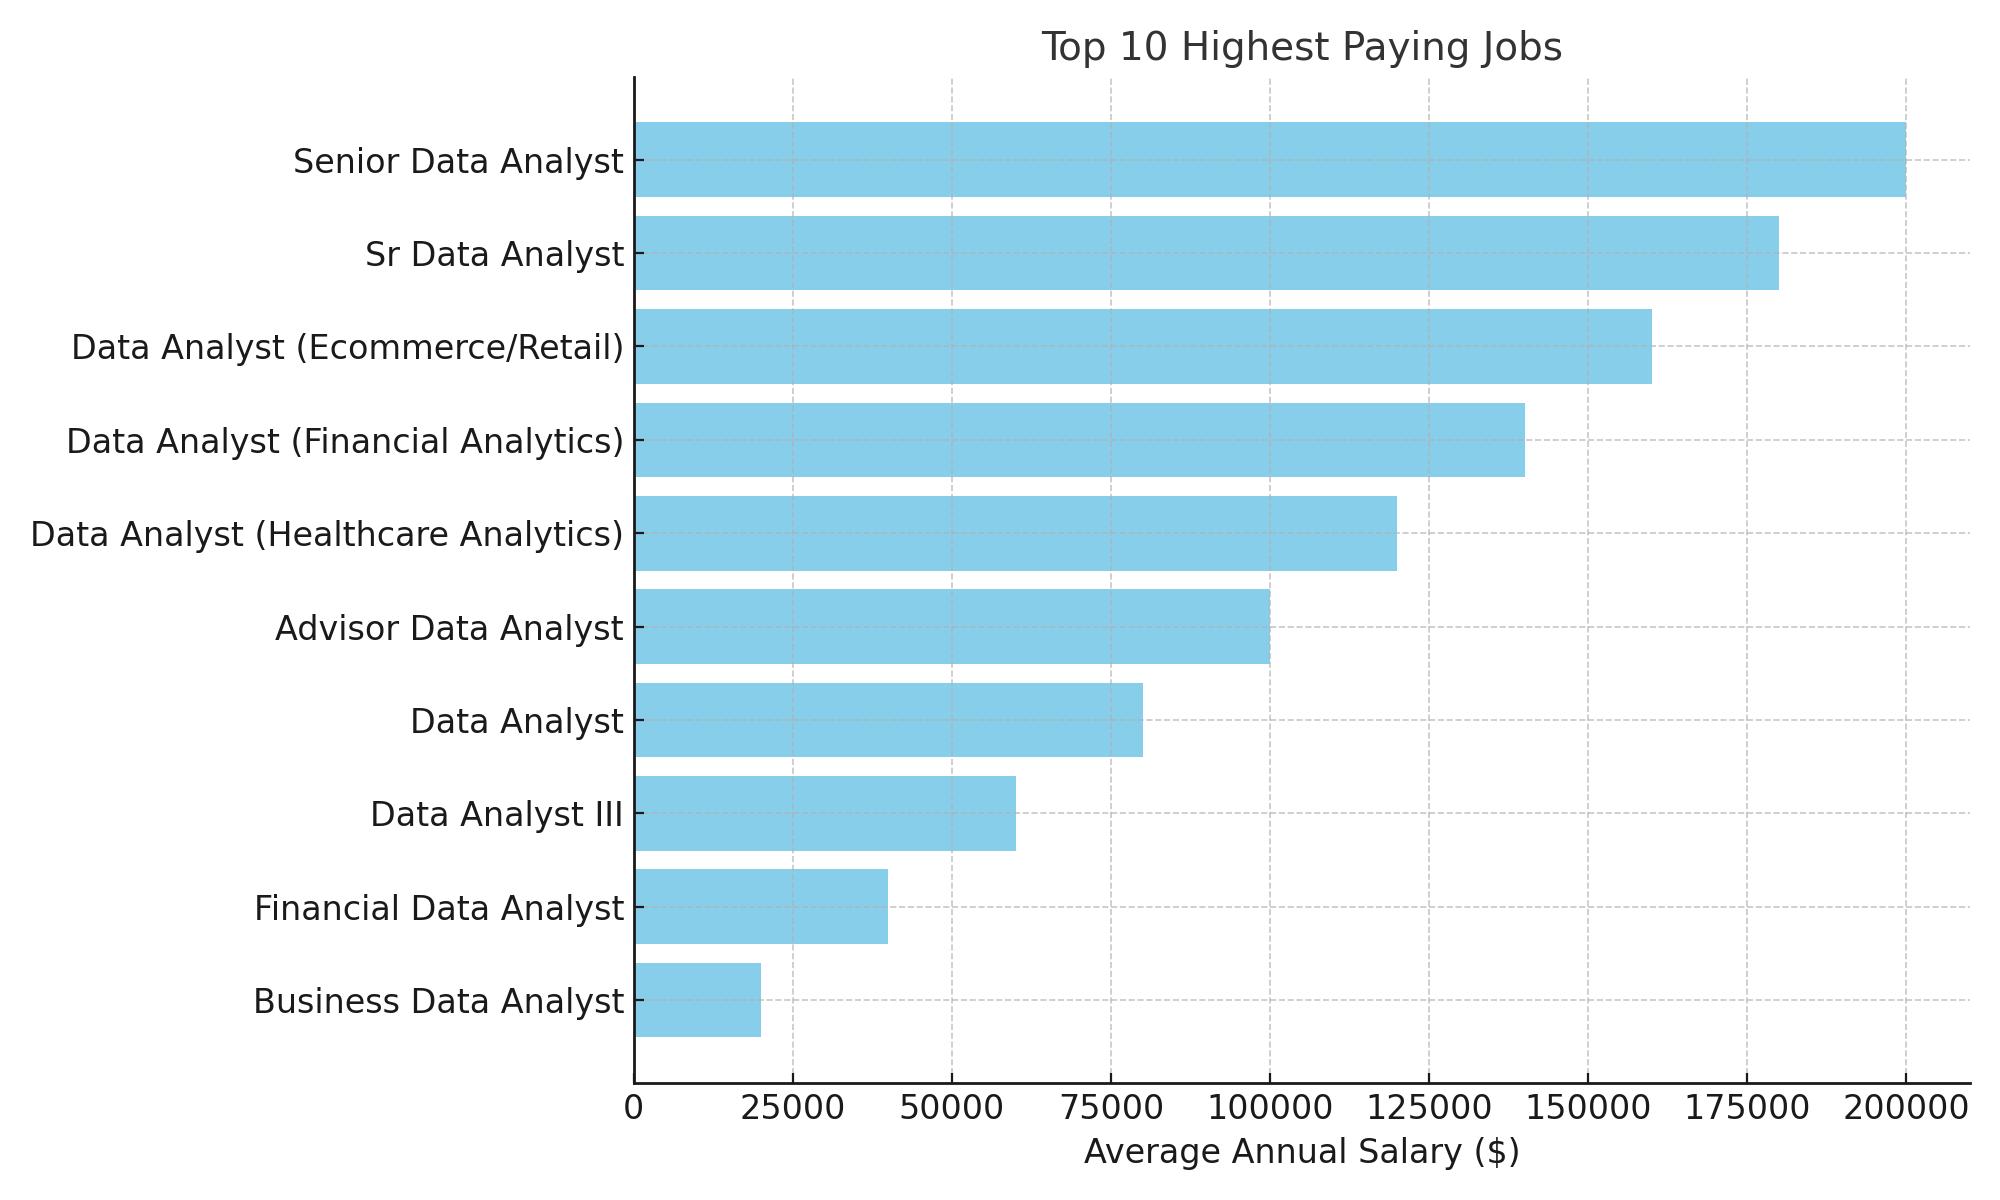 Top 10 Highest Paying Jobs
Senior Data Analyst
Sr Data Analyst
Data Analyst (Ecommerce/Retail)
Data Analyst (Financial Analytics)
Data Analyst (Healthcare Analytics)
Advisor Data Analyst
Data Analyst
Data Analyst III
Financial Data Analyst
Business Data Analyst
0 25000 50000 75000 100000 125000 150000 175000 200000
Average Annual Salary ($)